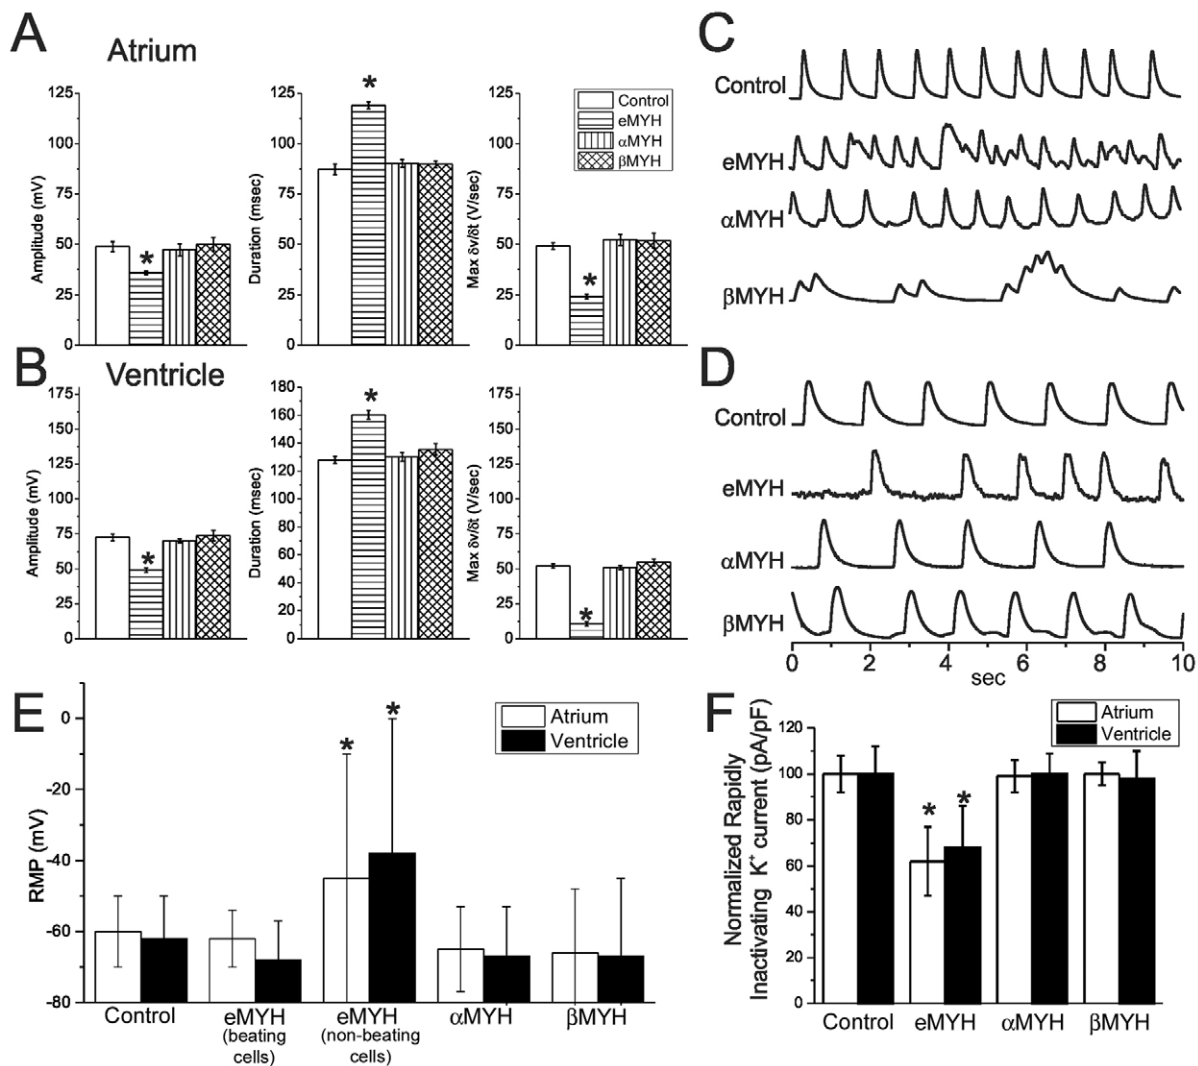 A
Atrium
Amplitude (mV)
125
100
75
50
25
0
*
Duration (msec)
125
100
75
50
25
0
*
Max δv/δt (V/sec)
125
100
75
50
25
0
*
Control
eMYH
αMYH
βMYH
B
Ventricle
Amplitude (mV)
175
150
125
100
75
50
25
0
*
Duration (msec)
180
160
140
120
100
80
60
40
20
0
*
Max δv/δt (V/sec)
175
150
125
100
75
50
25
0
*
C
Control
eMYH
αMYH
βMYH
D
Control
eMYH
αMYH
βMYH
0 2 4 6 8 10
sec
E
RMP (mV)
0
-20
-40
-60
-80
* *
Atrium
Ventricle
Control eMYH eMYH αMYH βMYH
(beating (non-beating
cells) cells)
F
Normalized Rapidly
Inactivating K⁺ current (pA/pF)
120
100
80
60
40
20
0
* *
Atrium
Ventricle
Control eMYH αMYH βMYH